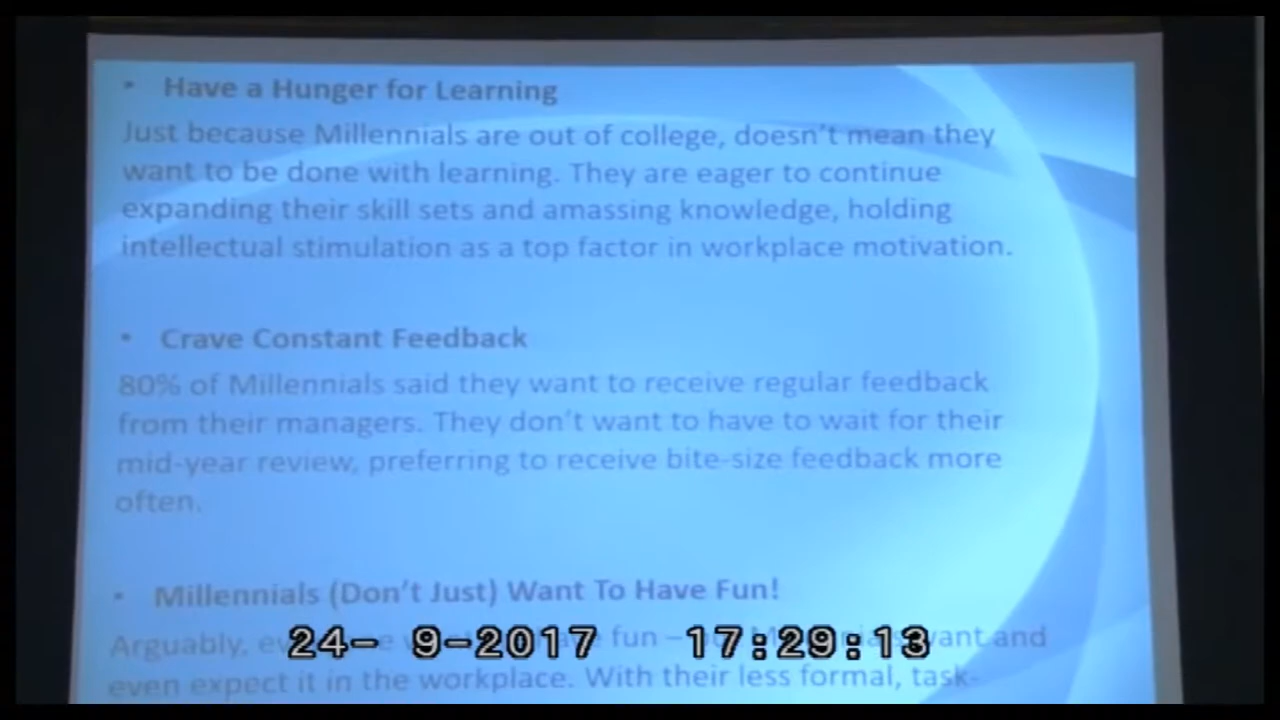 • Have a Hunger for Learning
Just because Millennials are out of college, doesn't mean they
want to be done with learning. They are eager to continue
expanding their skill sets and amassing knowledge, holding
intellectual stimulation as a top factor in workplace motivation.
• Crave Constant Feedback
80% of Millennials said they want to receive regular feedback
from their managers. They don't want to have to wait for their
mid-year review, preferring to receive bite-size feedback more
often.
• Millennials (Don't Just) Want To Have Fun!
Arguably, fun – want and
24- 9-2017 17:29:13
even expect it in the workplace. With their less formal, task-